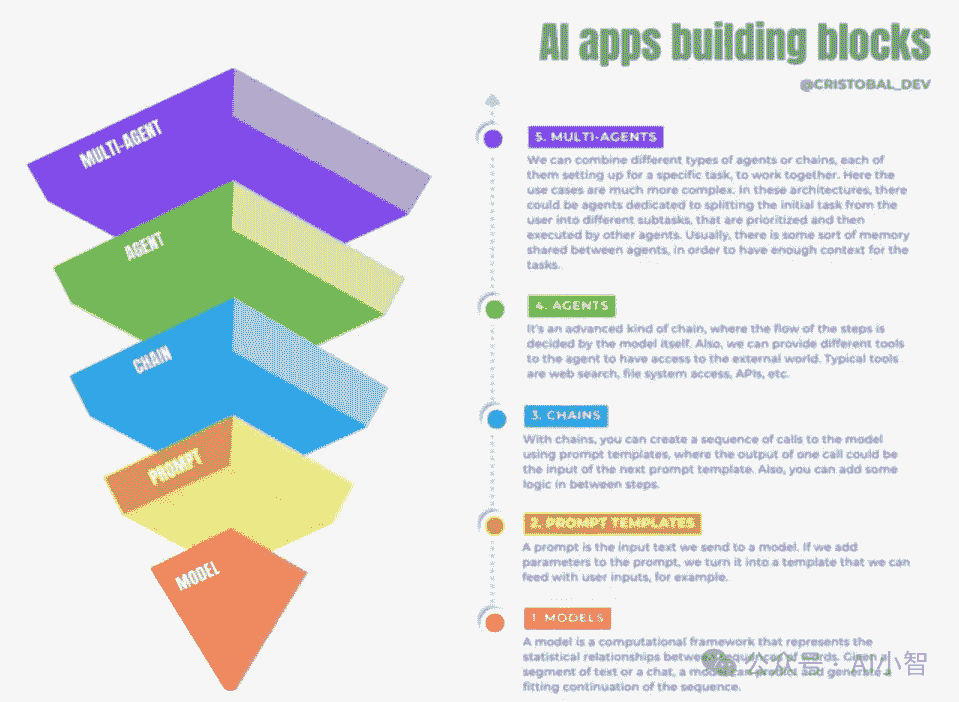 AI apps building blocks
@CRISTOBAL_DEV
MULTI-AGENT
AGENT
CHAIN
PROMPT
MODEL
5. MULTI-AGENTS
We can combine different types of agents or chains, each of
them setting up for a specific task, to work together. Here the
use cases are much more complex. In these architectures, there
could be agents dedicated to splitting the initial task from the
user into different subtasks, that are prioritized and then
executed by other agents. Usually, there is some sort of memory
shared between agents, in order to have enough context for the
tasks.
4. AGENTS
It's an advanced kind of chain, where the flow of the steps is
decided by the model itself. Also, we can provide different tools
to the agent to have access to the external world. Typical tools
are web search, file system access, APIs, etc.
3. CHAINS
With chains, you can create a sequence of calls to the model
using prompt templates, where the output of one call could be
the input of the next prompt template. Also, you can add some
logic in between steps.
2. PROMPT TEMPLATES
A prompt is the input text we send to a model. If we add
parameters to the prompt, we turn it into a template that we can
feed with user inputs, for example.
1. MODELS
A model is a computational framework that represents the
statistical relationships between sequences of words. Given a
segment of text or a chat, a model can predict and generate a
fitting continuation of the sequence.
公众号：AI小智